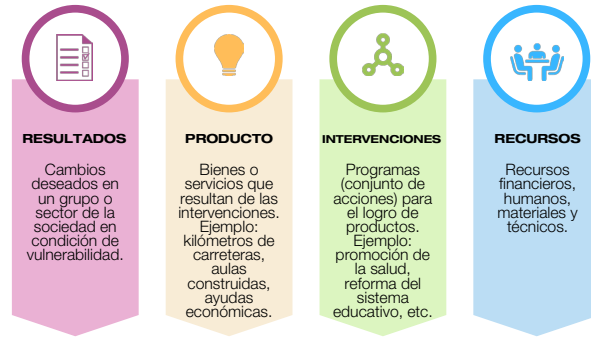 RESULTADOS
Cambios
deseados en
un grupo o
sector de la
sociedad en
condición de
vulnerabilidad.
PRODUCTO
Bienes o
servicios que
resultan de las
intervenciones.
Ejemplo:
kilómetros de
carreteras,
aulas
construidas,
ayudas
económicas.
INTERVENCIONES
Programas
(conjunto de
acciones) para
el logro de
productos.
Ejemplo:
promoción de
la salud,
reforma del
sistema
educativo, etc.
RECURSOS
Recursos
financieros,
humanos,
materiales y
técnicos.